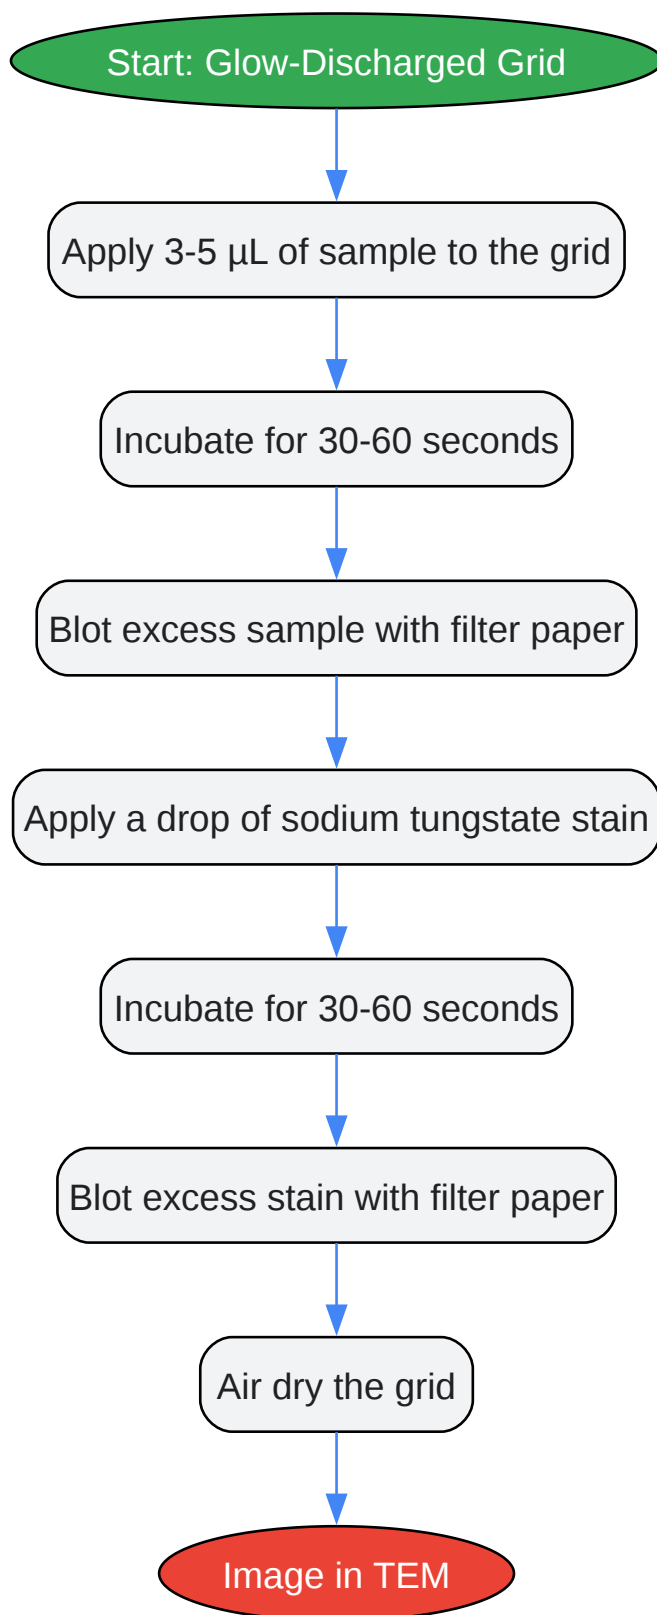 Start: Glow-Discharged Grid
Apply 3-5 µL of sample to the grid
Incubate for 30-60 seconds
Blot excess sample with filter paper
Apply a drop of sodium tungstate stain
Incubate for 30-60 seconds
Blot excess stain with filter paper
Air dry the grid
Image in TEM